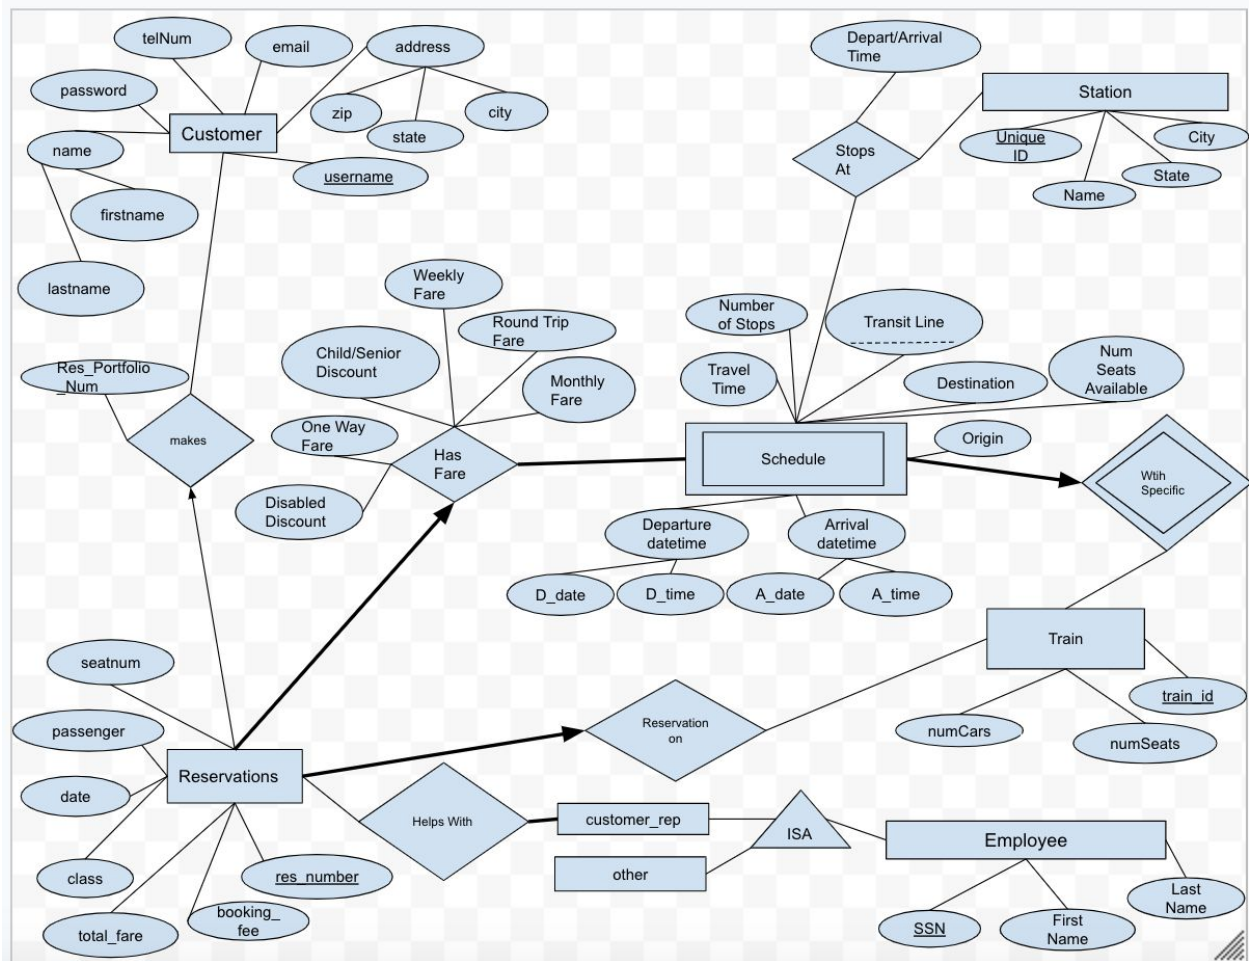 telNum
email
address
password
zip
city
state
Customer
name
username
firstname
lastname
Depart/Arrival
Time
Station
Stops
At
Unique
ID
City
State
Name
Weekly
Fare
Round Trip
Fare
Child/Senior
Discount
Monthly
Fare
One Way
Fare
Has
Fare
Disabled
Discount
Res_Portfolio
_Num
makes
Number
of Stops
Transit Line
Travel
Time
Destination
Num
Seats
Available
Origin
Schedule
Wtih
Specific
Departure
datetime
Arrival
datetime
D_date
D_time
A_date
A_time
Train
train_id
numCars
numSeats
seatnum
passenger
date
Reservations
class
total_fare
booking_
fee
res_number
Reservation
on
Helps With
customer_rep
other
ISA
Employee
SSN
First
Name
Last
Name